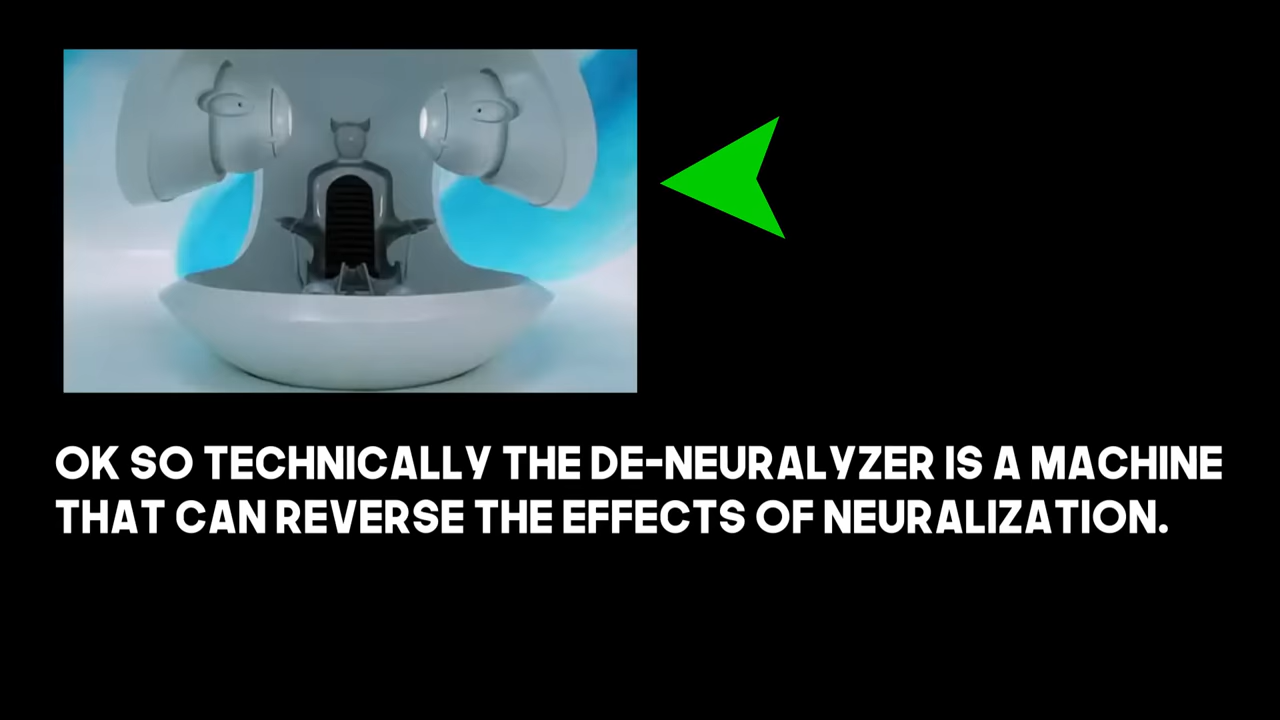 OK SO TECHNICALLY THE DE-NEURALYZER IS A MACHINE
THAT CAN REVERSE THE EFFECTS OF NEURALIZATION.